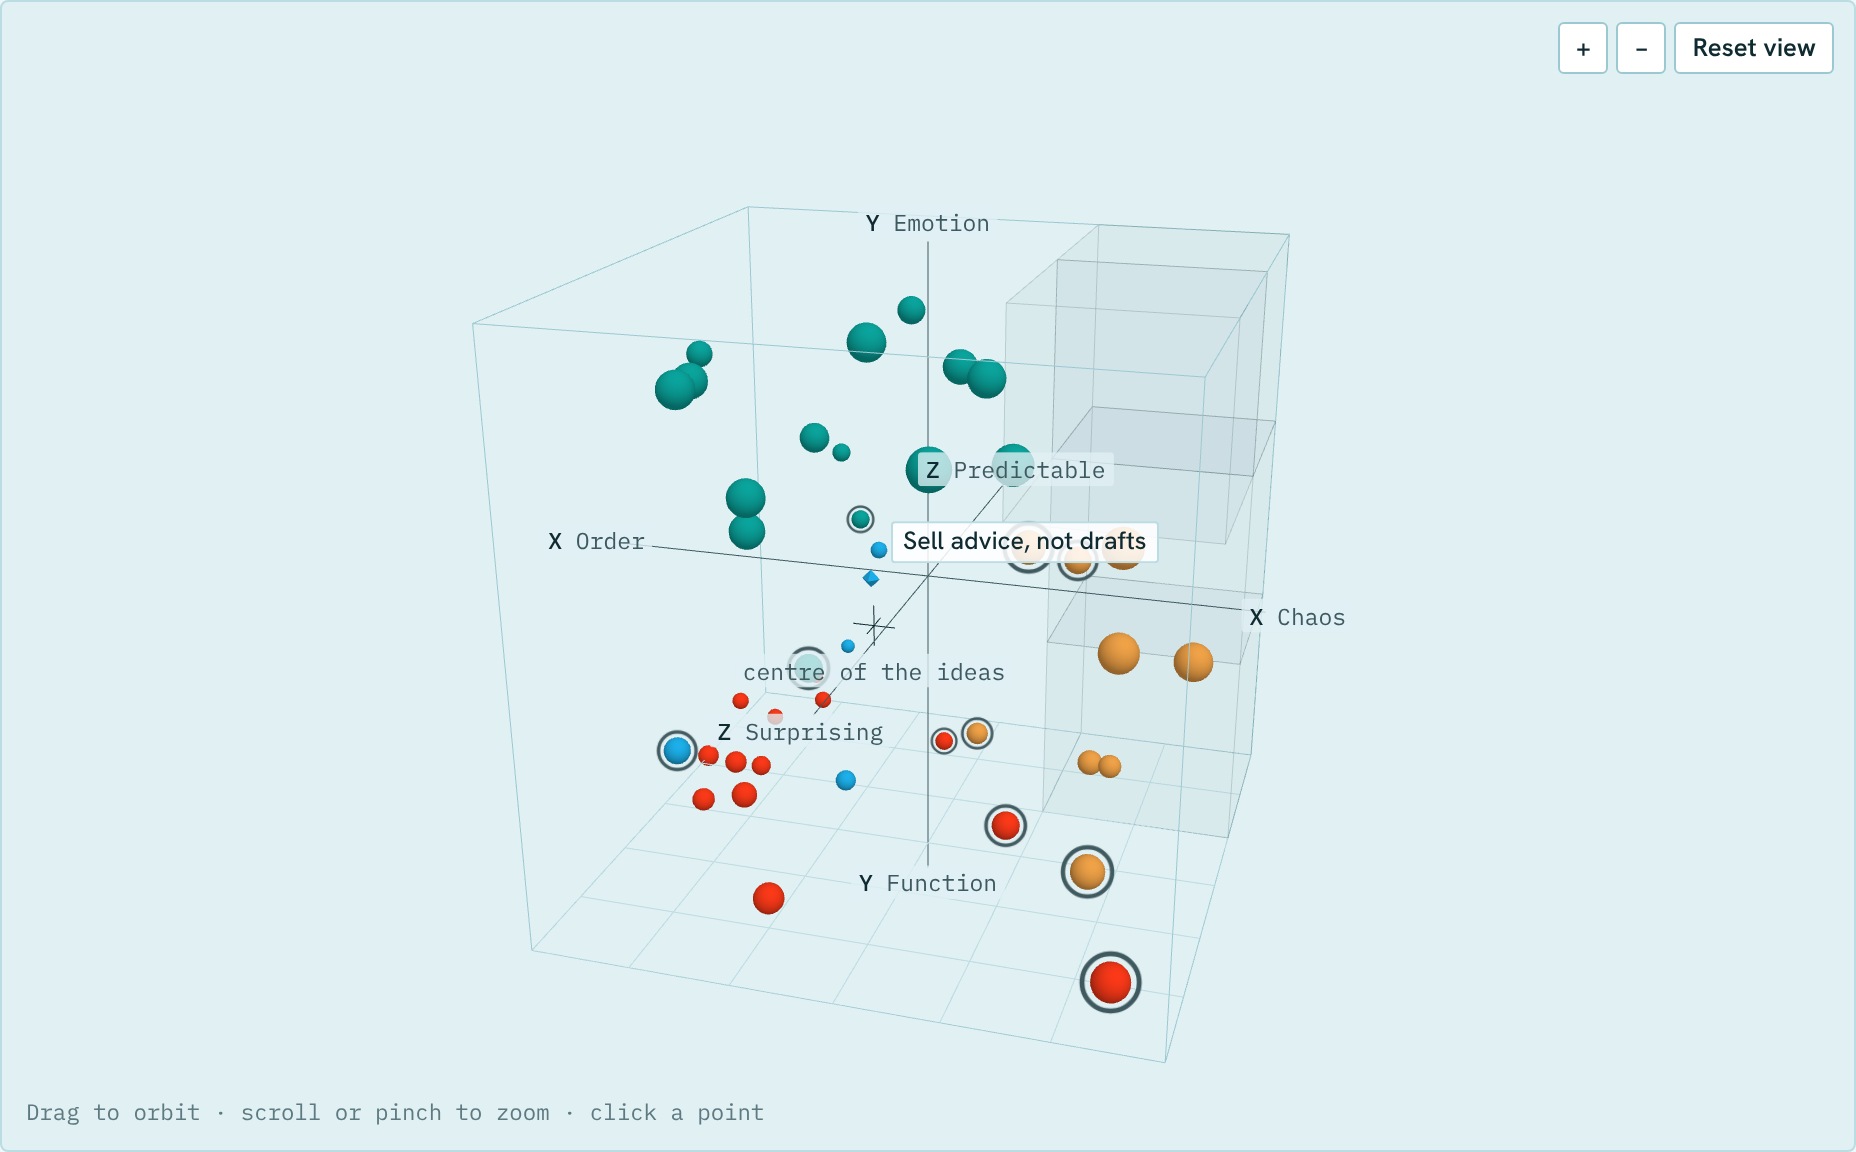 +
-
Reset view
Y Emotion
Z Predictable
X Order
Sell advice, not drafts
X Chaos
centre of the ideas
Z Surprising
Y Function
Drag to orbit · scroll or pinch to zoom · click a point